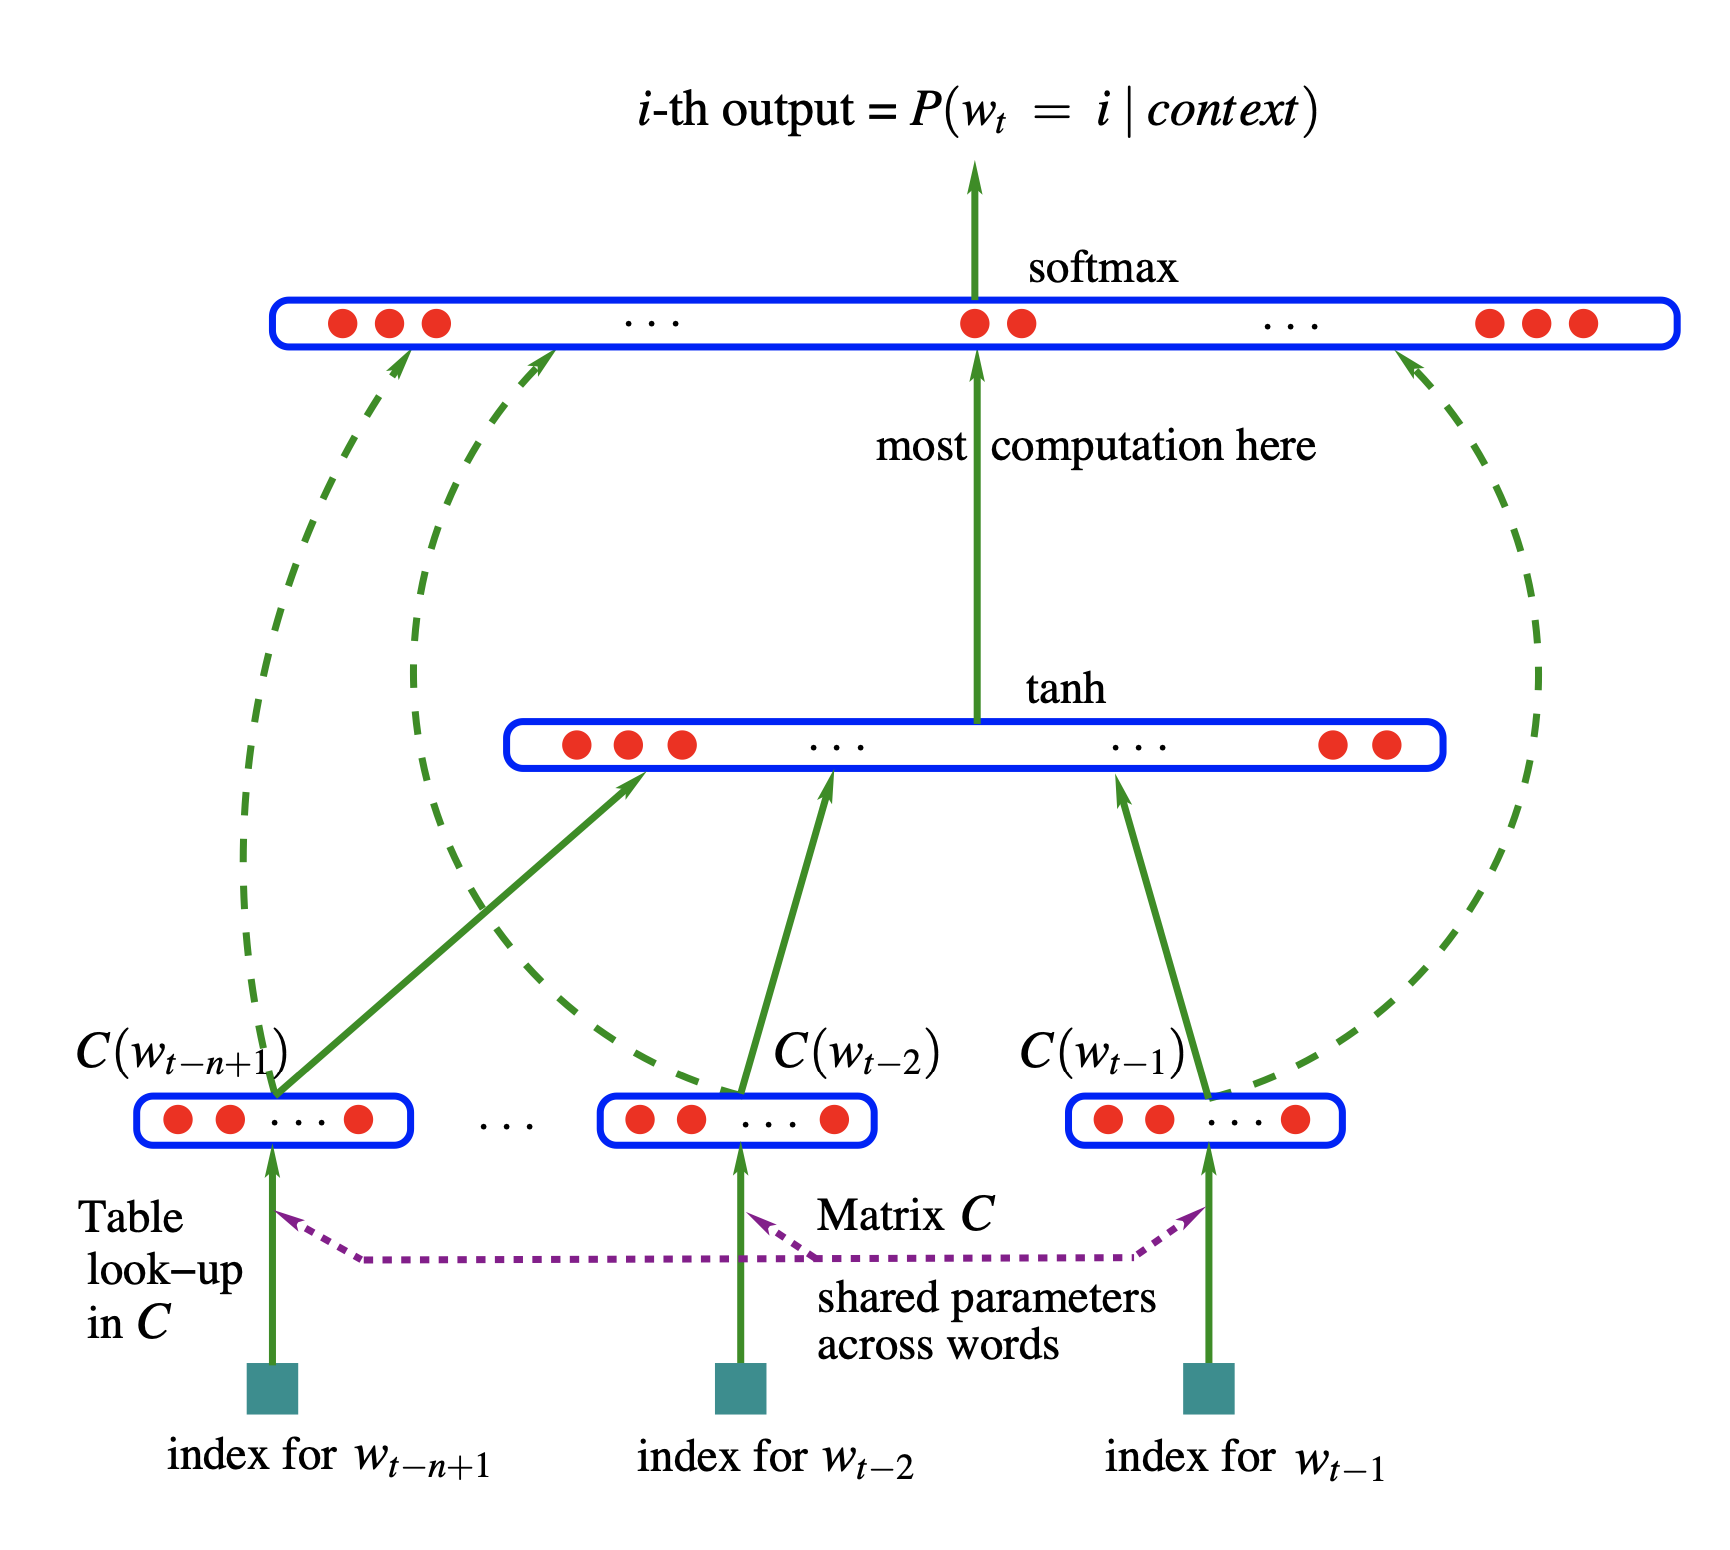 i-th output = P(w_t = i | context)
softmax
. . .
. . .
most computation here
tanh
. . .
. . .
C(w_{t−n+1})
C(w_{t−2})
C(w_{t−1})
. . .
. . .
. . .
. . .
Table
look−up
in C
Matrix C
shared parameters
across words
index for w_{t−n+1}
index for w_{t−2}
index for w_{t−1}